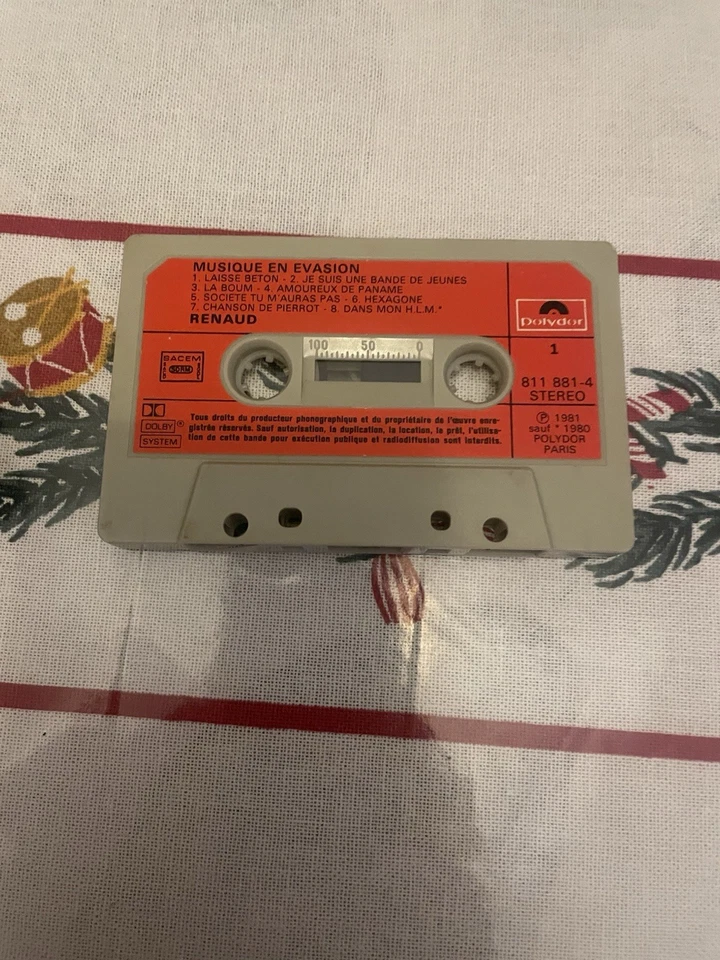 MUSIQUE EN EVASION
1. LAISSE BETON - 2. JE SUIS UNE BANDE DE JEUNES
3. LA BOUM - 4. AMOUREUX DE PANAME
5. SOCIETE TU M'AURAS PAS - 6. HEXAGONE
7. CHANSON DE PIERROT - 8. DANS MON H.L.M.*
RENAUD
Polydor
1
811 881-4
STEREO
℗ 1981
sauf * 1980
POLYDOR
PARIS
100 50 0
SACEM
SDRM
DOLBY®
SYSTEM
Tous droits du producteur phonographique et du propriétaire de l'œuvre enre-
gistrée réservés. Sauf autorisation, la duplication, la location, le prêt, l'utilisa-
tion de cette bande pour exécution publique et radiodiffusion sont interdits.